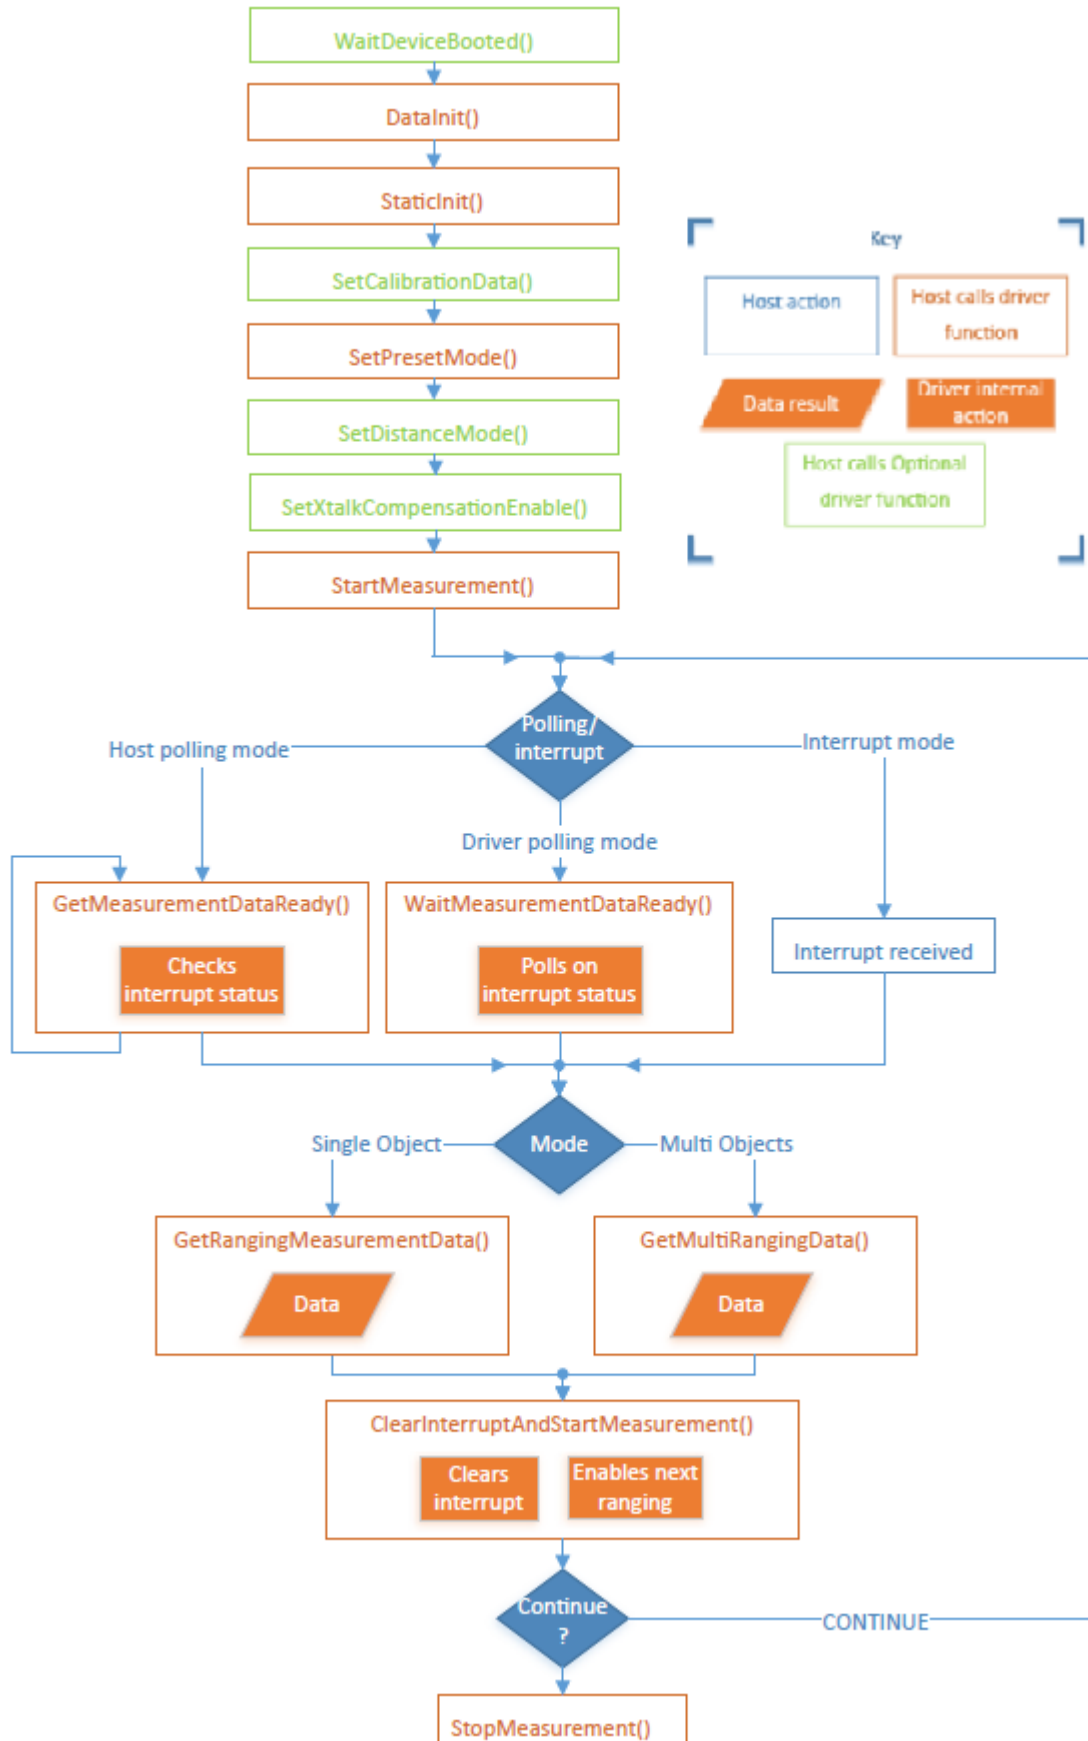 WaitDeviceBooted()
DataInit()
StaticInit()
SetCalibrationData()
SetPresetMode()
SetDistanceMode()
SetXtalkCompensationEnable()
StartMeasurement()
Key
Host action
Host calls driver
function
Data result
Driver internal
action
Host calls Optional
driver function
Polling/
interrupt
Host polling mode
Interrupt mode
Driver polling mode
GetMeasurementDataReady()
Checks
interrupt status
WaitMeasurementDataReady()
Polls on
interrupt status
Interrupt received
Single Object
Mode
Multi Objects
GetRangingMeasurementData()
Data
GetMultiRangingData()
Data
ClearInterruptAndStartMeasurement()
Clears
interrupt
Enables next
ranging
Continue
?
CONTINUE
StopMeasurement()